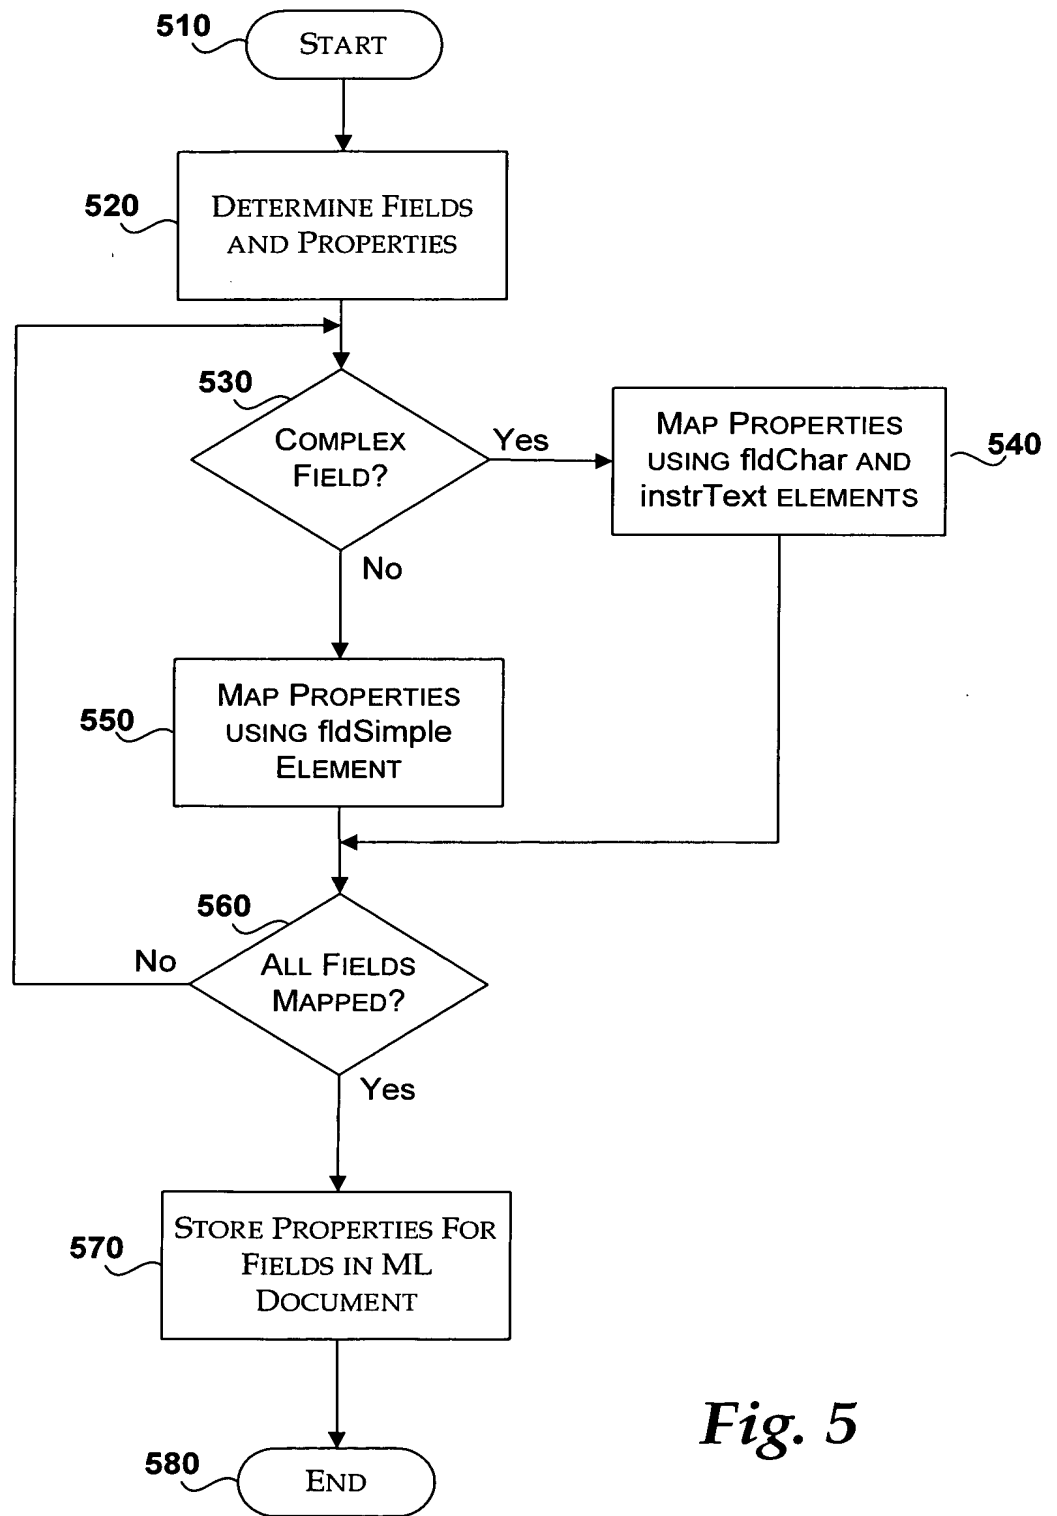 510
START
520
DETERMINE FIELDS
AND PROPERTIES
530
COMPLEX
FIELD?
Yes
MAP PROPERTIES
USING fldChar AND
instrText ELEMENTS
540
No
550
MAP PROPERTIES
USING fldSimple
ELEMENT
560
No
ALL FIELDS
MAPPED?
Yes
570
STORE PROPERTIES FOR
FIELDS IN ML
DOCUMENT
580
END
Fig. 5